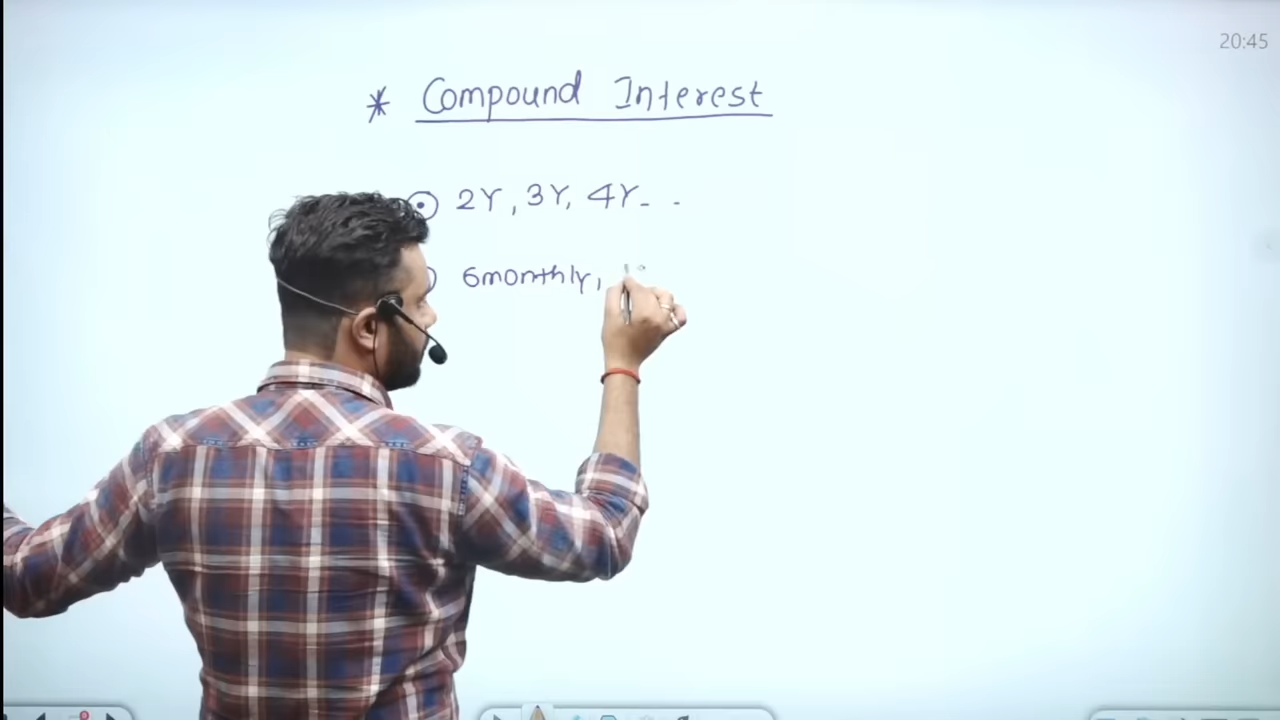 20:45
* Compound Interest
2Y, 3Y, 4Y - -
6monthly,